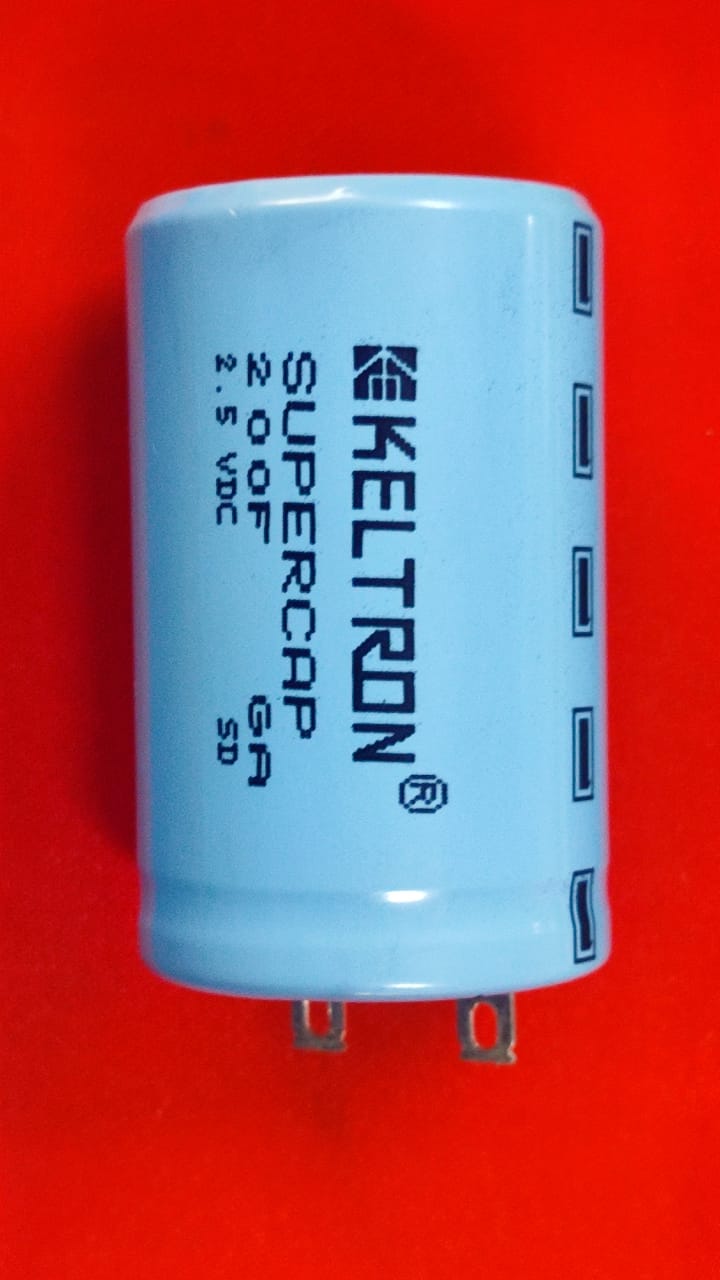 KELTRON ®
SUPERCAP
200F GA
2.5 VDC SD